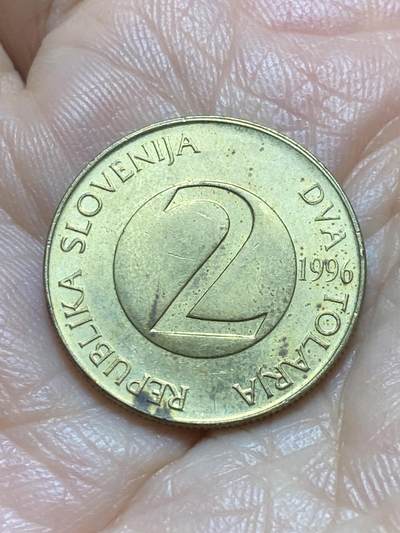 REPUBLIKA SLOVENIJA
2
DVA TOLARJA
1996